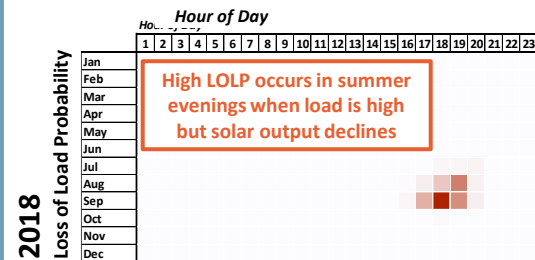 Hour of Day
1 2 3 4 5 6 7 8 9 10 11 12 13 14 15 16 17 18 19 20 21 22 23
2018
Loss of Load Probability
Jan
Feb
Mar
Apr
May
Jun
Jul
Aug
Sep
Oct
Nov
Dec
High LOLP occurs in summer
evenings when load is high
but solar output declines